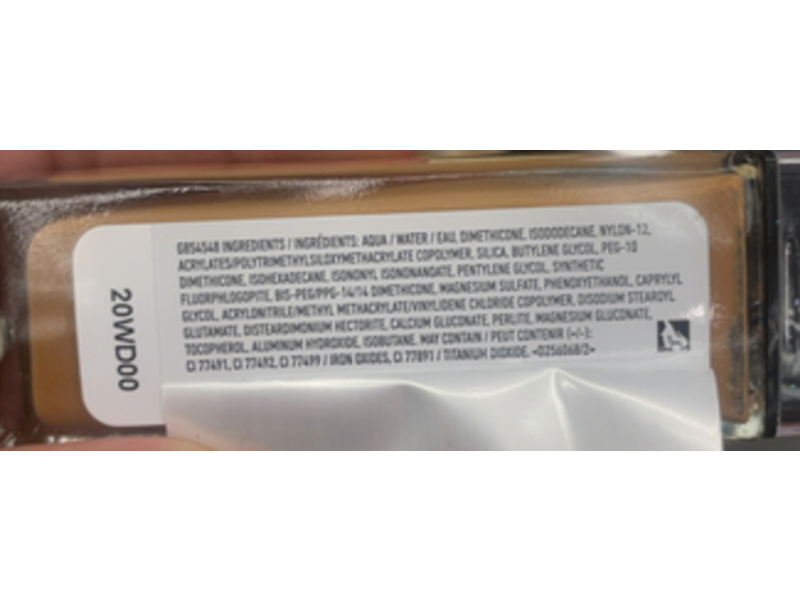 G854548 INGREDIENTS / INGRÉDIENTS: AQUA / WATER / EAU, DIMETHICONE, ISODODECANE, NYLON-12,
ACRYLATES/POLYTRIMETHYLSILOXYMETHACRYLATE COPOLYMER, SILICA, BUTYLENE GLYCOL, PEG-10
DIMETHICONE, ISOHEXADECANE, ISONONYL ISONONANOATE, PENTYLENE GLYCOL, SYNTHETIC
FLUORPHLOGOPITE, BIS-PEG/PPG-14/14 DIMETHICONE, MAGNESIUM SULFATE, PHENOXYETHANOL, CAPRYLYL
GLYCOL, ACRYLONITRILE/METHYL METHACRYLATE/VINYLIDENE CHLORIDE COPOLYMER, DISODIUM STEAROYL
GLUTAMATE, DISTEARDIMONIUM HECTORITE, CALCIUM GLUCONATE, PERLITE, MAGNESIUM GLUCONATE,
TOCOPHEROL, ALUMINUM HYDROXIDE, ISOBUTANE. MAY CONTAIN / PEUT CONTENIR (+/-):
CI 77491, CI 77492, CI 77499 / IRON OXIDES, CI 77891 / TITANIUM DIOXIDE. <0256068/2>
20WD00